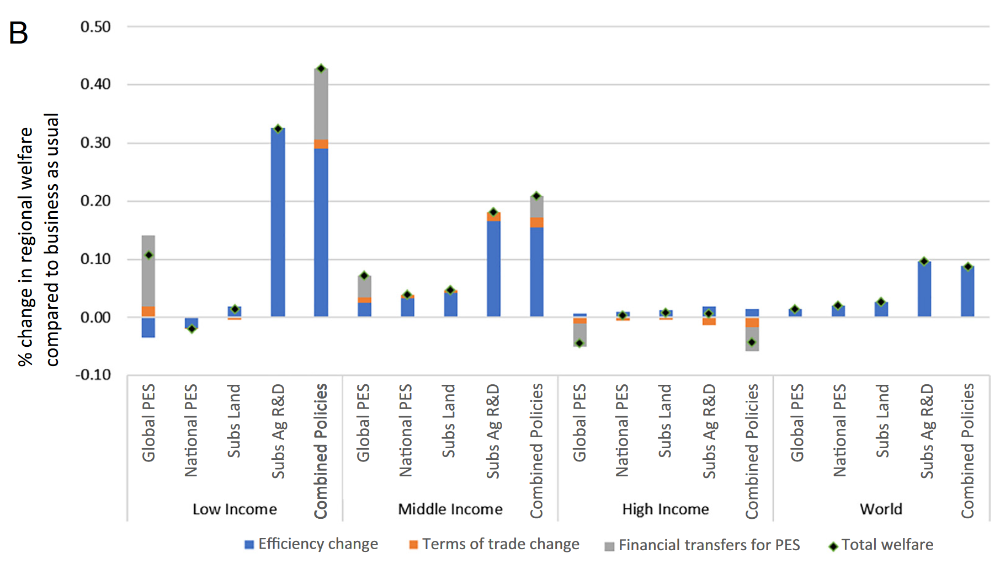 B
0.50
0.40
0.30
0.20
0.10
0.00
-0.10
% change in regional welfare
compared to business as usual
Global PES
National PES
Subs Land
Subs Ag R&D
Combined Policies
Global PES
National PES
Subs Land
Subs Ag R&D
Combined Policies
Global PES
National PES
Subs Land
Subs Ag R&D
Combined Policies
Global PES
National PES
Subs Land
Subs Ag R&D
Combined Policies
Low Income
Middle Income
High Income
World
Efficiency change
Terms of trade change
Financial transfers for PES
Total welfare